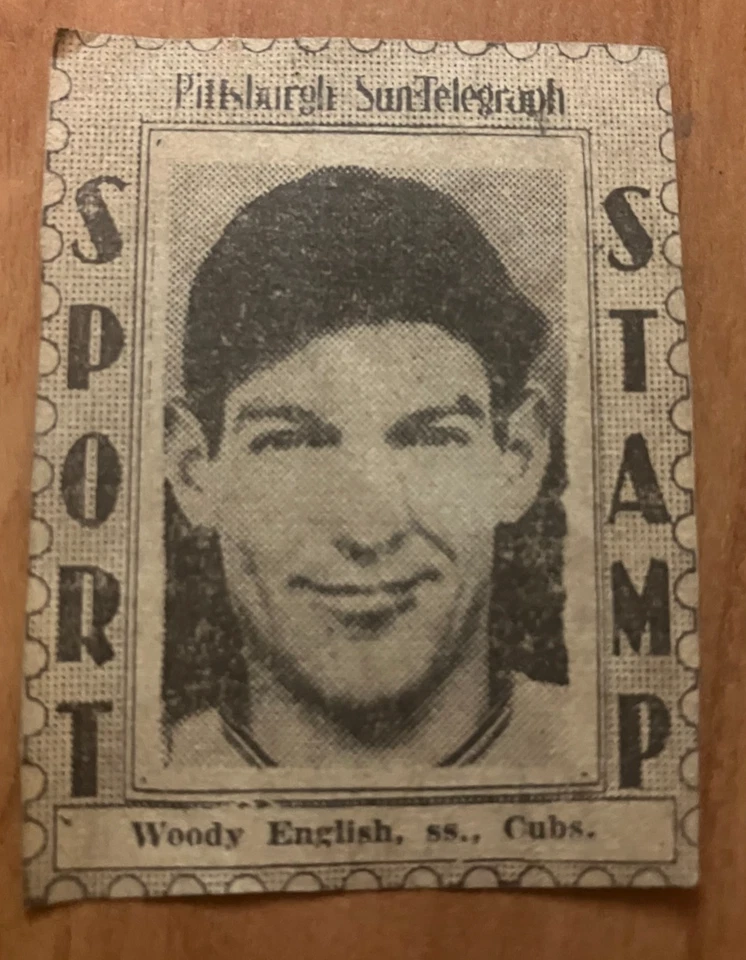 Pittsburgh Sun-Telegraph
SPORT
STAMP
Woody English, ss., Cubs.